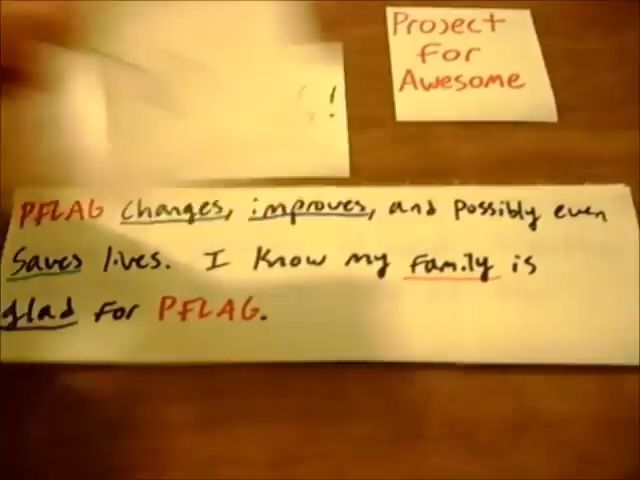 Project
For
Awesome
!
PFLAG changes, improves, and possibly even
saves lives. I know my family is
glad for PFLAG.